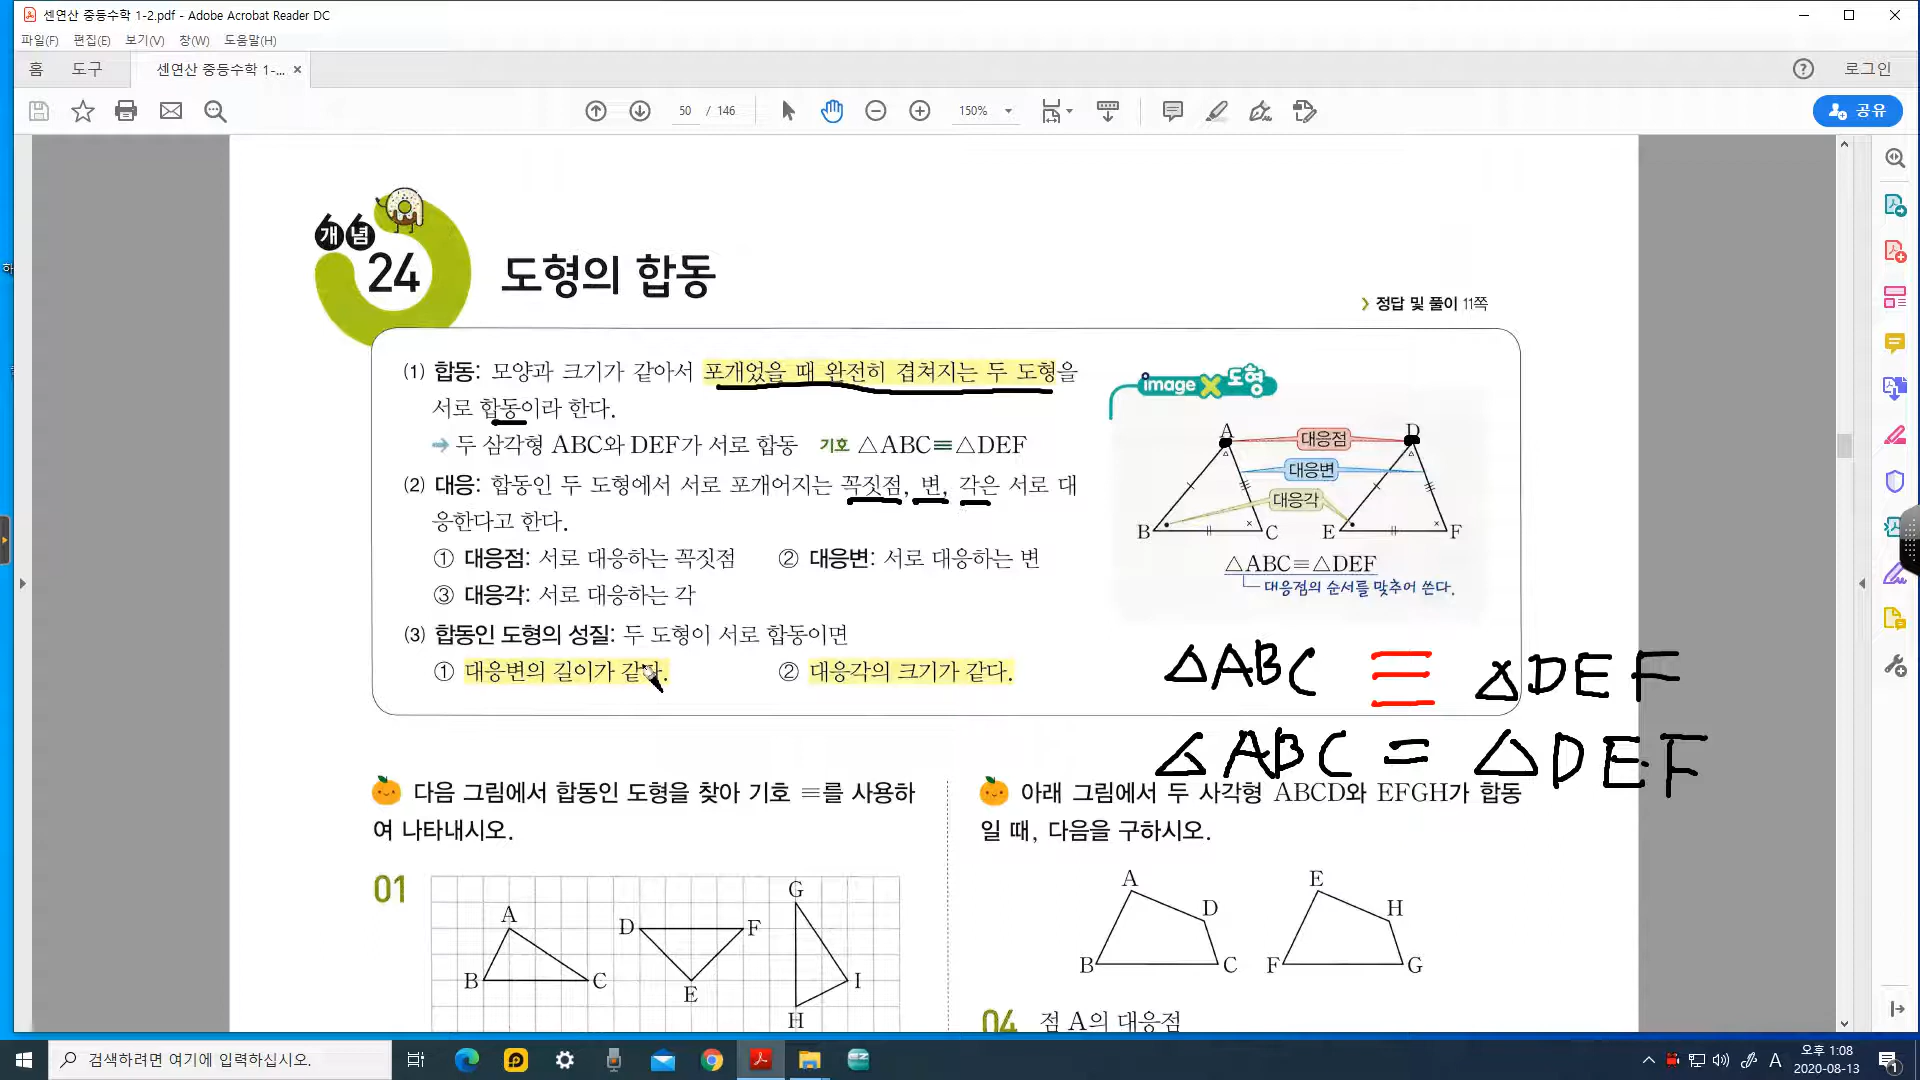 센연산 중등수학 1-2.pdf - Adobe Acrobat Reader DC
파일(F) 편집(E) 보기(V) 창(W) 도움말(H)
홈 도구 센연산 중등수학 1-... × 로그인
50 / 146 150% 공유
개념
24 도형의 합동
정답 및 풀이 11쪽
(1) 합동: 모양과 크기가 같아서 포개었을 때 완전히 겹쳐지는 두 도형을
서로 합동이라 한다.
→ 두 삼각형 ABC와 DEF가 서로 합동 기호 △ABC≡△DEF
(2) 대응: 합동인 두 도형에서 서로 포개어지는 꼭짓점, 변, 각은 서로 대
응한다고 한다.
① 대응점: 서로 대응하는 꼭짓점 ② 대응변: 서로 대응하는 변
③ 대응각: 서로 대응하는 각
(3) 합동인 도형의 성질: 두 도형이 서로 합동이면
① 대응변의 길이가 같다. ② 대응각의 크기가 같다.
image X 도형
A 대응점 D
대응변
대응각
B C E F
△ABC≡△DEF
대응점의 순서를 맞추어 쓴다.
△ABC ≡ △DEF
△ABC = △DEF
다음 그림에서 합동인 도형을 찾아 기호 ≡를 사용하
여 나타내시오.
01
A B C D F E G H I
아래 그림에서 두 사각형 ABCD와 EFGH가 합동
일 때, 다음을 구하시오.
A D B C E H F G
04 점 A의 대응점
검색하려면 여기에 입력하십시오.
A 오후 1:08
2020-08-13
1